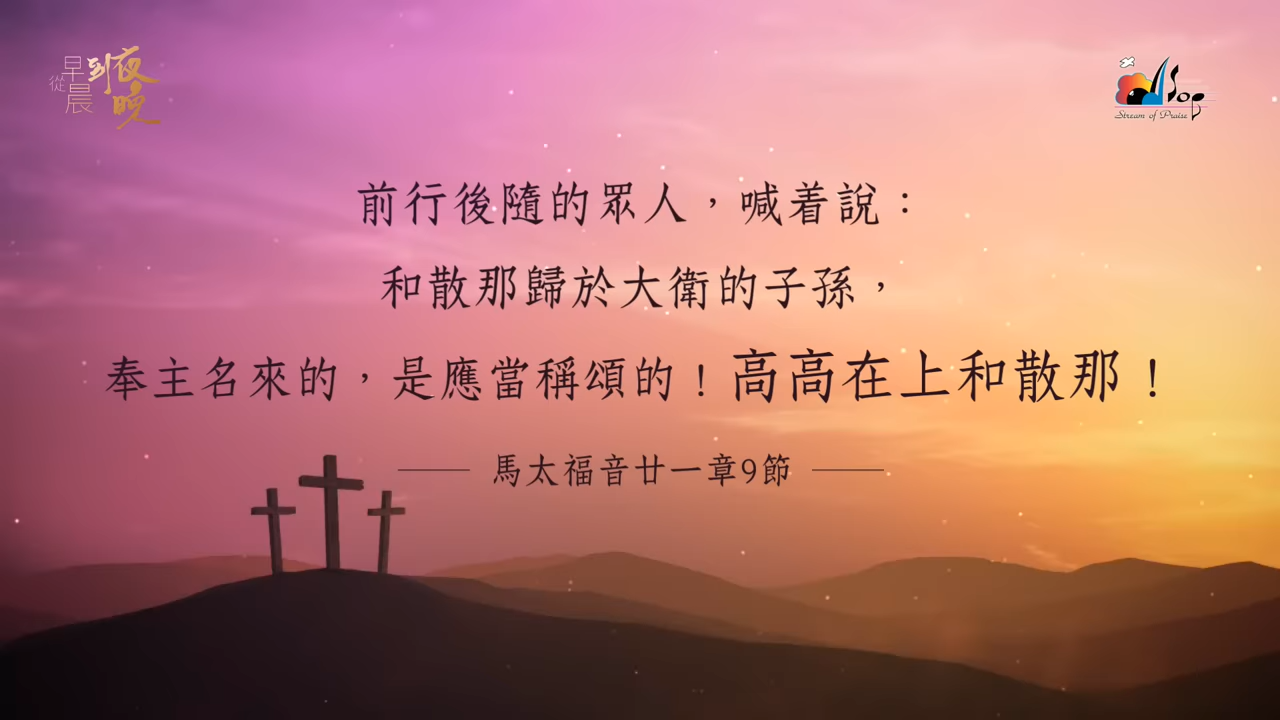 從早晨到夜晚
SOP
Stream of Praise
前行後隨的眾人，喊着說：
和散那歸於大衛的子孫，
奉主名來的，是應當稱頌的！高高在上和散那！
馬太福音廿一章9節